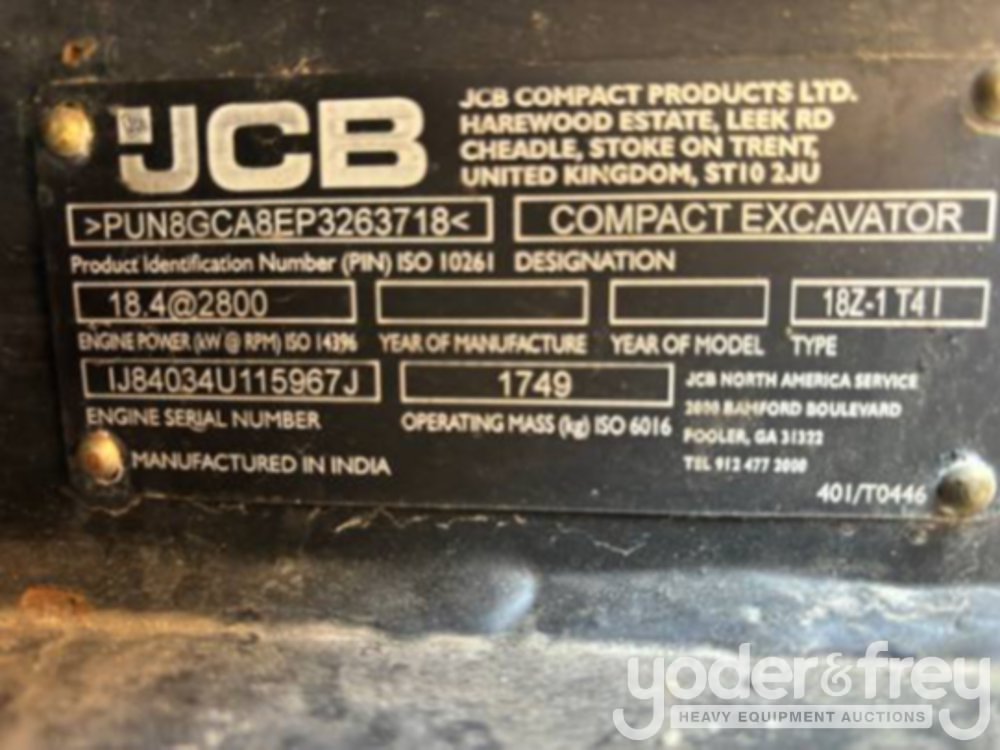 JCB
JCB COMPACT PRODUCTS LTD.
HAREWOOD ESTATE, LEEK RD
CHEADLE, STOKE ON TRENT,
UNITED KINGDOM, ST10 2JU
>PUN8GCA8EP3263718<
COMPACT EXCAVATOR
Product Identification Number (PIN) ISO 10261
DESIGNATION
18.4@2800
18Z-1 T4 I
ENGINE POWER (kW @ RPM) ISO 14396
YEAR OF MANUFACTURE
YEAR OF MODEL
TYPE
IJ84034U115967J
1749
ENGINE SERIAL NUMBER
OPERATING MASS (kg) ISO 6016
JCB NORTH AMERICA SERVICE
2000 BAMFORD BOULEVARD
POOLER, GA 31322
TEL 912 477 2000
MANUFACTURED IN INDIA
401/T0446
yoder&frey
HEAVY EQUIPMENT AUCTIONS